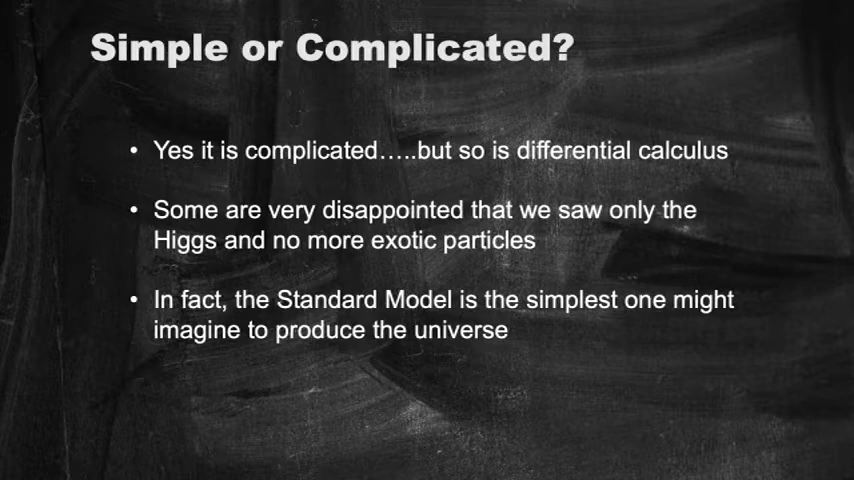 Simple or Complicated?
• Yes it is complicated…..but so is differential calculus
• Some are very disappointed that we saw only the
Higgs and no more exotic particles
• In fact, the Standard Model is the simplest one might
imagine to produce the universe